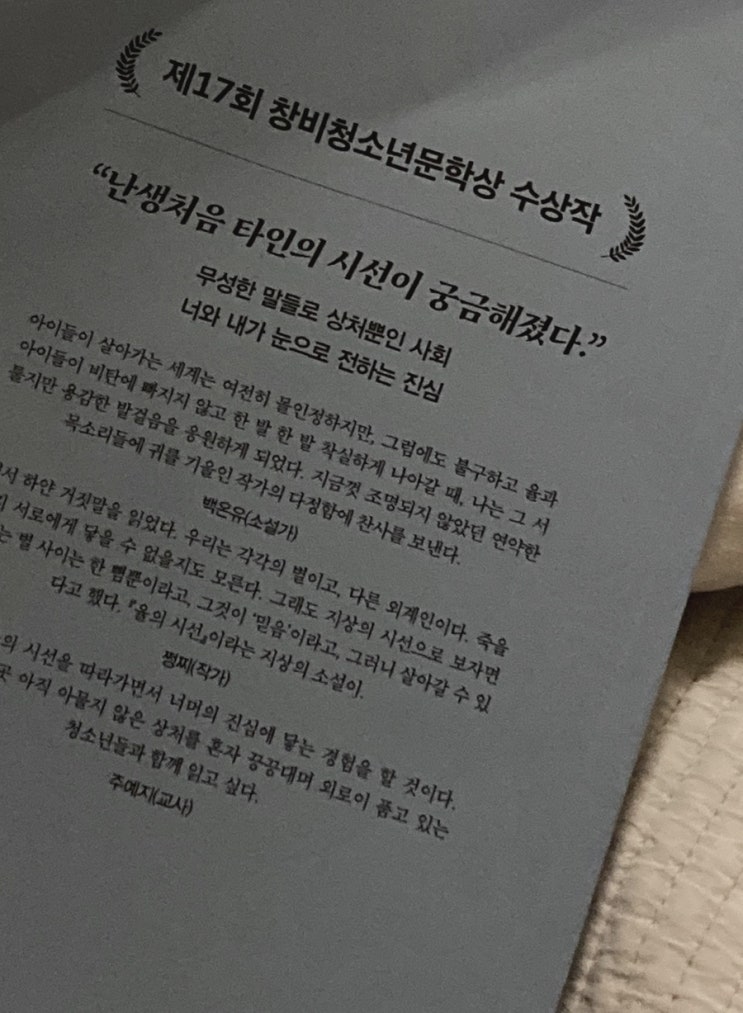 제17회 창비청소년문학상 수상작
“난생처음 타인의 시선이 궁금해졌다.”
무성한 말들로 상처뿐인 사회
너와 내가 눈으로 전하는 진심
아이들이 살아가는 세계는 여전히 몰인정하지만, 그럼에도 불구하고 율과
아이들이 비탄에 빠지지 않고 한 발 한 발 착실하게 나아갈 때, 나는 그 서
툴지만 용감한 발걸음을 응원하게 되었다. 지금껏 조명되지 않았던 연약한
목소리들에 귀를 기울인 작가의 다정함에 찬사를 보낸다.
백온유(소설가)
서 하얀 거짓말을 읽었다. 우리는 각각의 별이고, 다른 외계인이다. 죽을
지 서로에게 닿을 수 없을지도 모른다. 그래도 지상의 시선으로 보자면
는 별 사이는 한 뼘뿐이라고, 그것이 ‘믿음’이라고, 그러니 살아갈 수 있
다고 했다. 『율의 시선』이라는 지상의 소설이.
쩡찌(작가)
의 시선을 따라가면서 너머의 진심에 닿는 경험을 할 것이다.
곳 아직 아물지 않은 상처를 혼자 끙끙대며 외로이 품고 있는
청소년들과 함께 읽고 싶다.
주예지(교사)